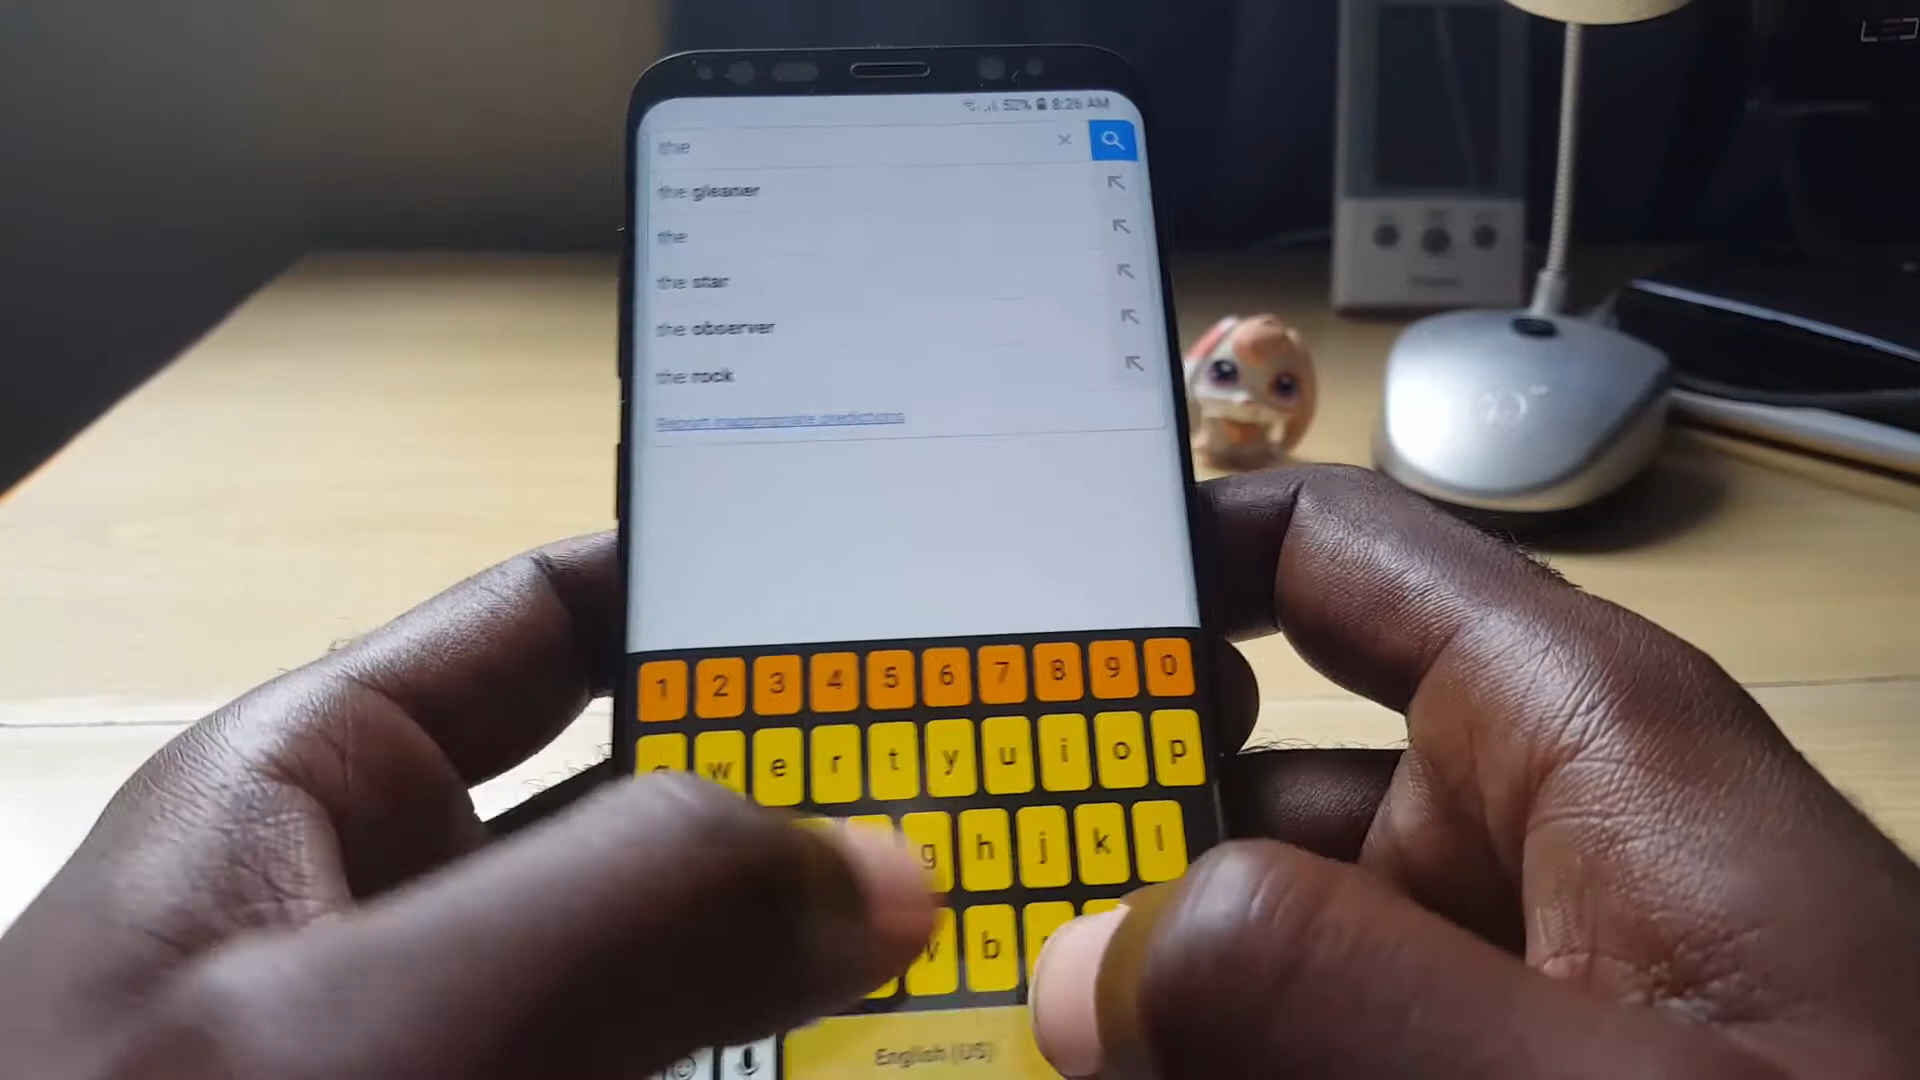 52% 8:26 AM
the
the gleaner
the
the star
the observer
the rock
Report inappropriate predictions
1 2 3 4 5 6 7 8 9 0
q w e r t y u i o p
g h j k l
v b
English (US)